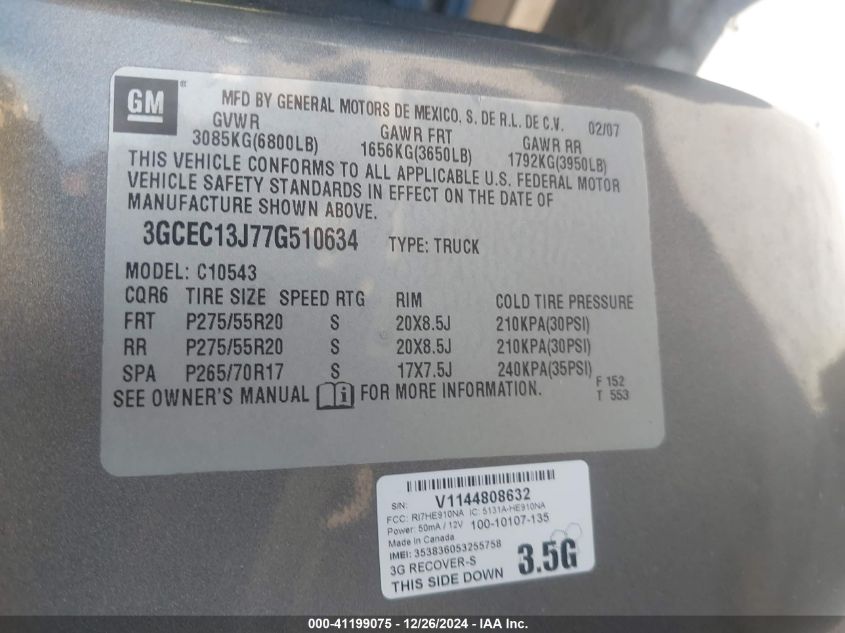 GM ®
MFD BY GENERAL MOTORS DE MEXICO. S. DE R.L. DE C.V. 02/07
GVWR GAWR FRT GAWR RR
3085KG(6800LB) 1656KG(3650LB) 1792KG(3950LB)
THIS VEHICLE CONFORMS TO ALL APPLICABLE U.S. FEDERAL MOTOR
VEHICLE SAFETY STANDARDS IN EFFECT ON THE DATE OF
MANUFACTURE SHOWN ABOVE.
3GCEC13J77G510634 TYPE: TRUCK
MODEL: C10543
CQR6 TIRE SIZE SPEED RTG RIM COLD TIRE PRESSURE
FRT P275/55R20 S 20X8.5J 210KPA(30PSI)
RR P275/55R20 S 20X8.5J 210KPA(30PSI)
SPA P265/70R17 S 17X7.5J 240KPA(35PSI)
SEE OWNER'S MANUAL i FOR MORE INFORMATION.
F 152
T 553
S/N: V1144808632
FCC: RI7HE910NA IC: 5131A-HE910NA
Power: 50mA / 12V 100-10107-135
Made in Canada
IMEI: 353836053255758
3G RECOVER-S
THIS SIDE DOWN 3.5G
000-41199075 - 12/26/2024 - IAA Inc.